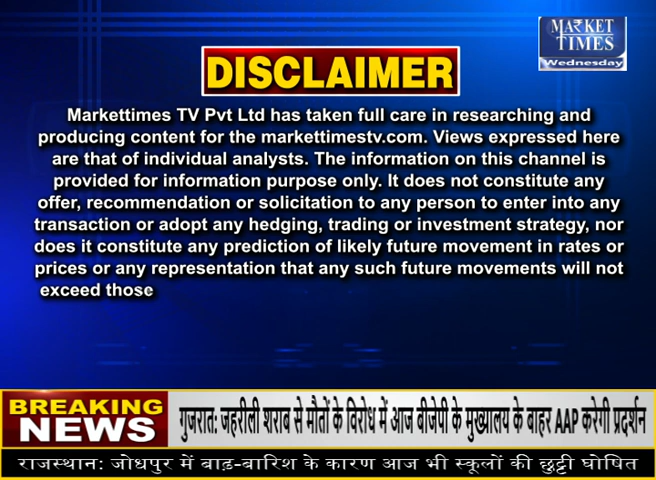 MARKET
TIMES
Wednesday
DISCLAIMER
Markettimes TV Pvt Ltd has taken full care in researching and
producing content for the markettimestv.com. Views expressed here
are that of individual analysts. The information on this channel is
provided for information purpose only. It does not constitute any
offer, recommendation or solicitation to any person to enter into any
transaction or adopt any hedging, trading or investment strategy, nor
does it constitute any prediction of likely future movement in rates or
prices or any representation that any such future movements will not
exceed those
BREAKING
NEWS
गुजरात: जहरीली शराब से मौतों के विरोध में आज बीजेपी के मुख्यालय के बाहर AAP करेगी प्रदर्शन
राजस्थान: जोधपुर में बाढ़-बारिश के कारण आज भी स्कूलों की छुट्टी घोषित